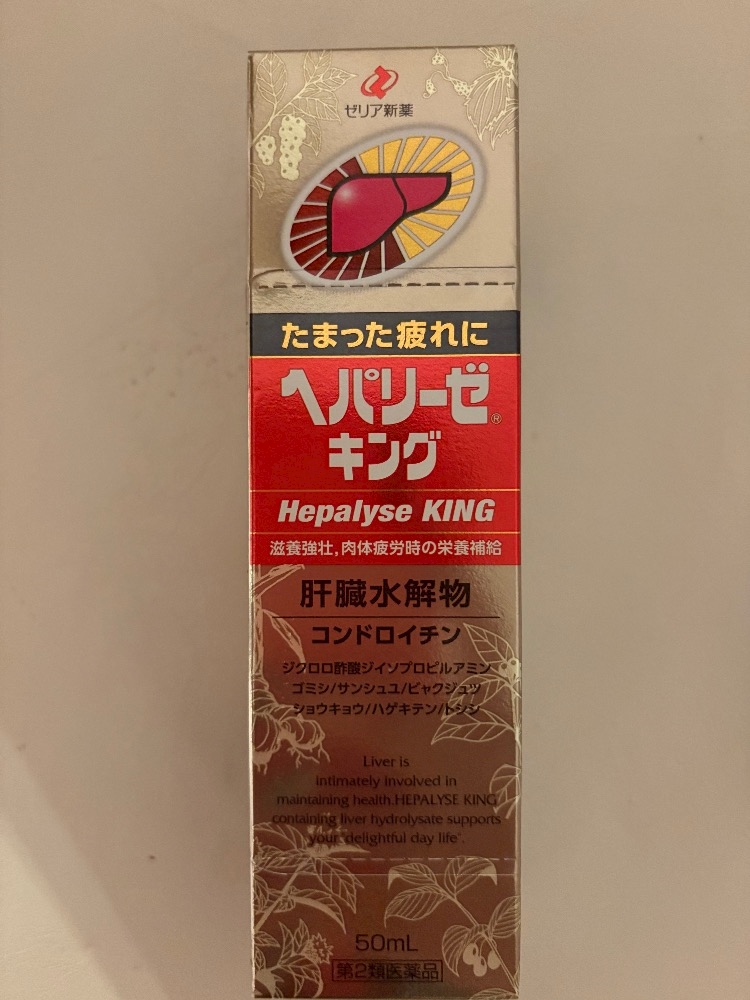 ゼリア新薬
たまった疲れに
ヘパリーゼ®
キング
Hepalyse KING
滋養強壮,肉体疲労時の栄養補給
肝臓水解物
コンドロイチン
ジクロロ酢酸ジイソプロピルアミン
ゴミシ/サンシュユ/ビャクジュツ
ショウキョウ/ハゲキテン/トシシ
Liver is
intimately involved in
maintaining health.HEPALYSE KING
containing liver hydrolysate supports
your "delightful day life".
50mL
第2類医薬品